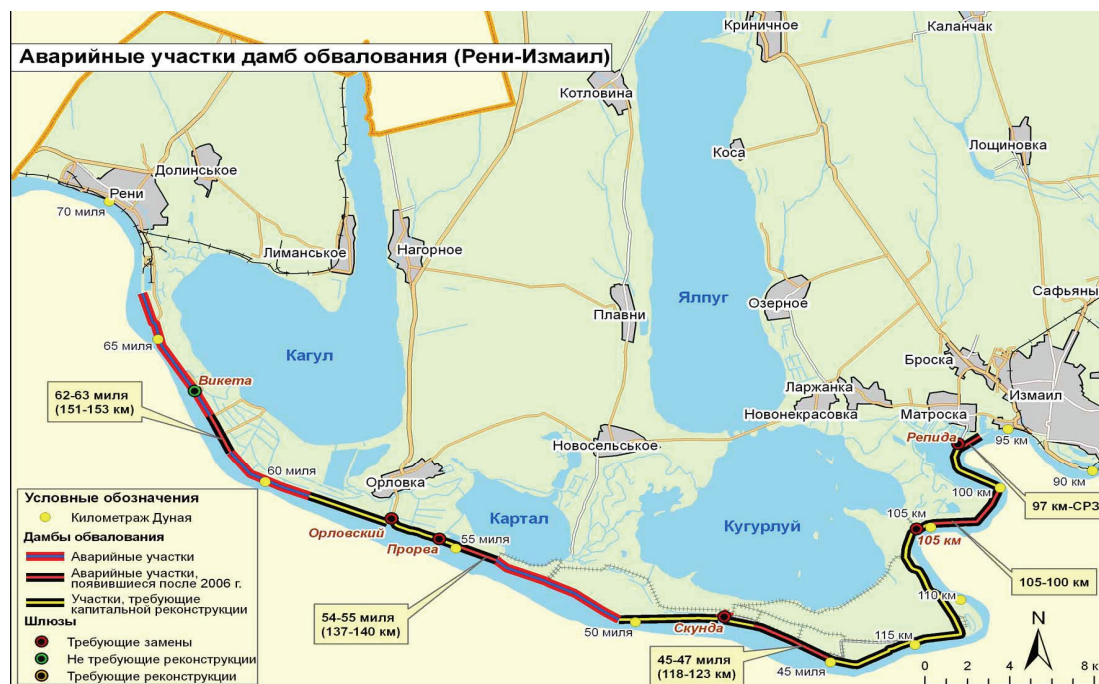 Криничное
Каланчак
Аварийные участки дамб обвалования (Рени-Измаил)
Котловина
Коса
Лощиновка
Долинськое
Рени
70 миля
Лиманськое
Нагорное
Ялпуг
Озерное
Сафьяны
Плавни
65 миля
Кагул
Броска
Викета
Ларжанка
Измаил
62-63 миля
(151-153 км)
Новонекрасовка
Матроска
Репида
95 км
Новосельськое
60 миля
90 км
Орловка
100 км
97 км-СРЗ
Условные обозначения
Километраж Дуная
Дамбы обвалования
Аварийные участки
Аварийные участки,
появившиеся после 2006 г.
Участки, требующие
капитальной реконструкции
Шлюзы
Требующие замены
Не требующие реконструкции
Требующие реконструкции
Картал
Кугурлуй
105 км
105 км
Орловский
Прорва
55 миля
105-100 км
110 км
54-55 миля
(137-140 км)
50 миля
Скунда
115 км
45-47 миля
(118-123 км)
45 миля
N
0 2 4 8 к